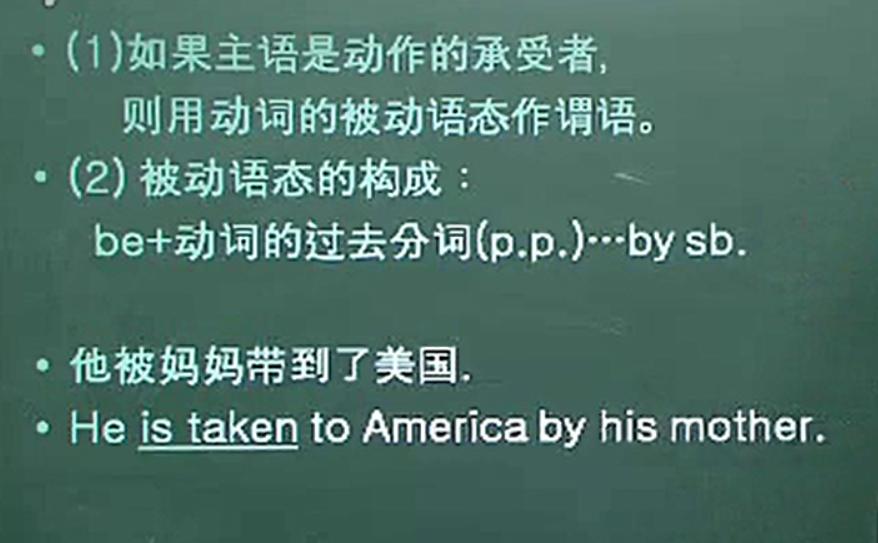 • (1)如果主语是动作的承受者,
则用动词的被动语态作谓语。
• (2) 被动语态的构成：
be+动词的过去分词(p.p.)…by sb.
• 他被妈妈带到了美国.
• He is taken to America by his mother.